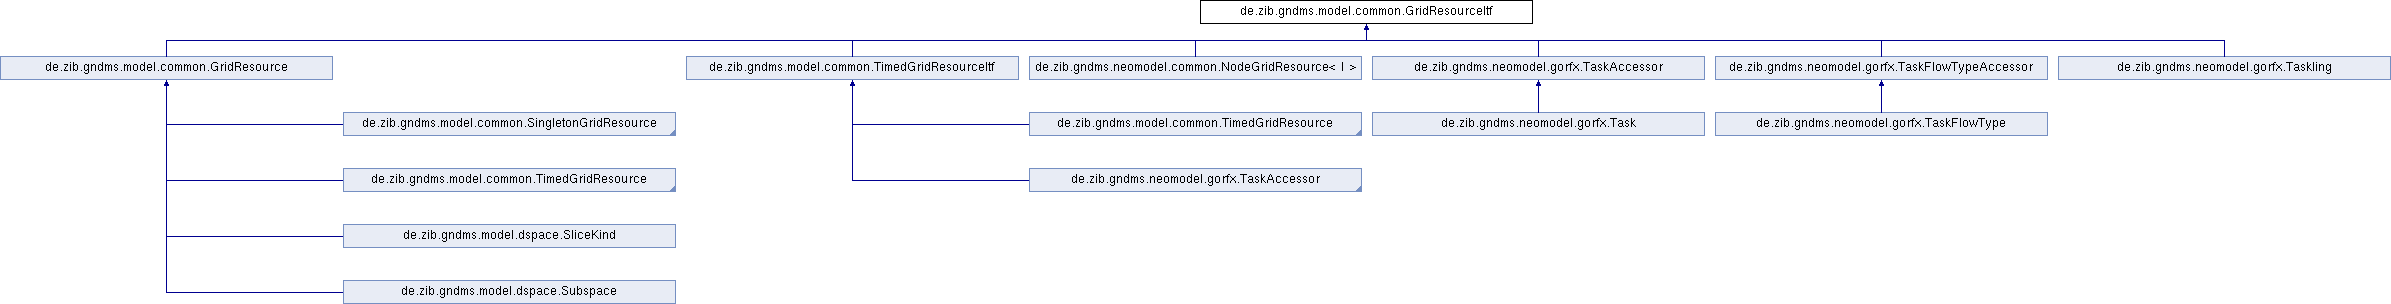 de.zib.gndms.model.common.GridResourceItf
de.zib.gndms.model.common.GridResource
de.zib.gndms.model.common.TimedGridResourceItf
de.zib.gndms.neomodel.common.NodeGridResource< I >
de.zib.gndms.neomodel.gorfx.TaskAccessor
de.zib.gndms.neomodel.gorfx.TaskFlowTypeAccessor
de.zib.gndms.neomodel.gorfx.Taskling
de.zib.gndms.model.common.SingletonGridResource
de.zib.gndms.model.common.TimedGridResource
de.zib.gndms.neomodel.gorfx.Task
de.zib.gndms.neomodel.gorfx.TaskFlowType
de.zib.gndms.model.common.TimedGridResource
de.zib.gndms.neomodel.gorfx.TaskAccessor
de.zib.gndms.model.dspace.SliceKind
de.zib.gndms.model.dspace.Subspace